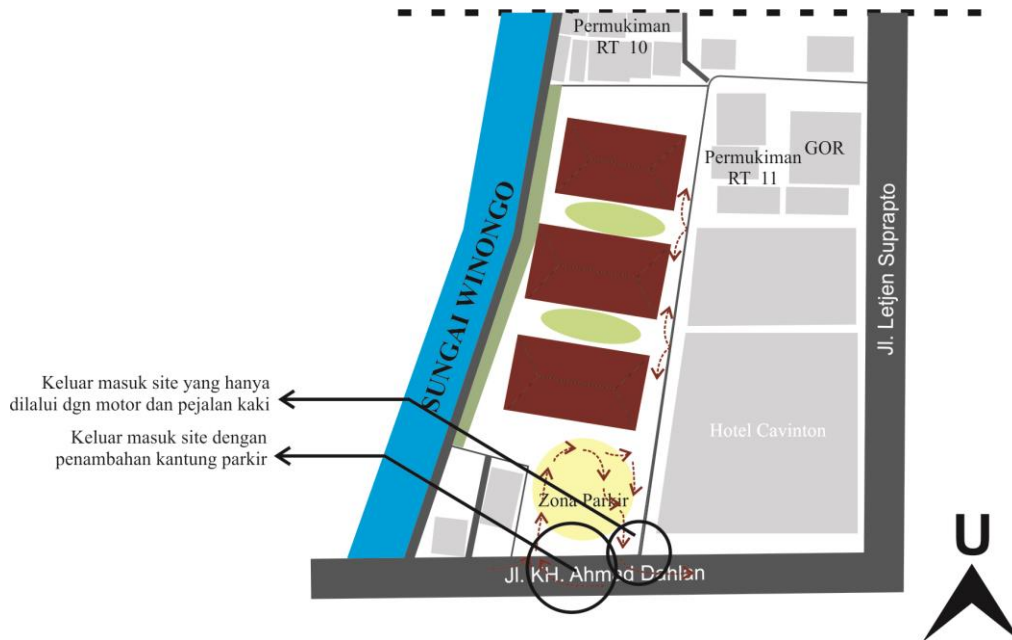 Permukiman
RT 10
Permukiman
RT 11
GOR
SUNGAI WINONGO
Jl. Letjen Suprapto
Keluar masuk site yang hanya
dilalui dgn motor dan pejalan kaki
Keluar masuk site dengan
penambahan kantung parkir
Hotel Cavinton
Zona Parkir
Jl. KH. Ahmad Dahlan
U